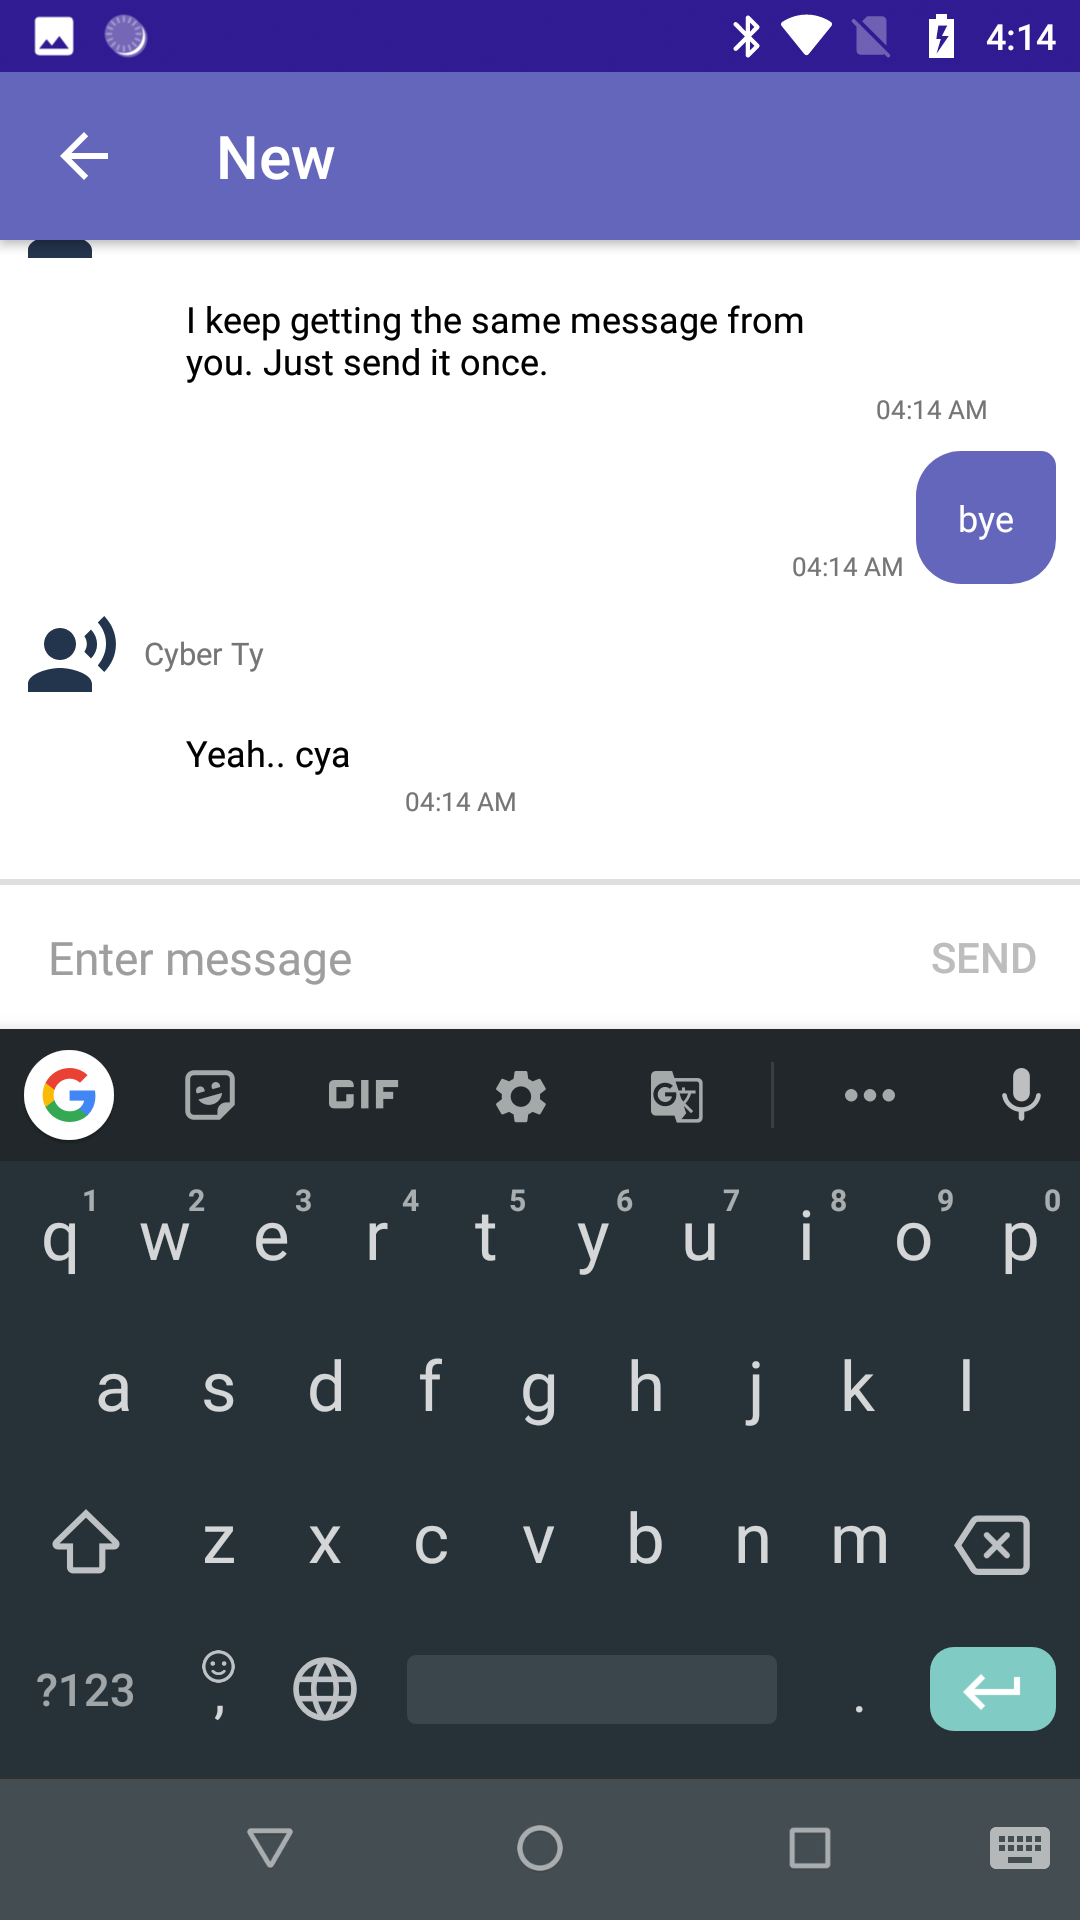 4:14
New
I keep getting the same message from
you. Just send it once.
04:14 AM
bye
04:14 AM
Cyber Ty
Yeah.. cya
04:14 AM
Enter message
SEND
G GIF G 文
1 2 3 4 5 6 7 8 9 0
q w e r t y u i o p
a s d f g h j k l
z x c v b n m
?123 , .